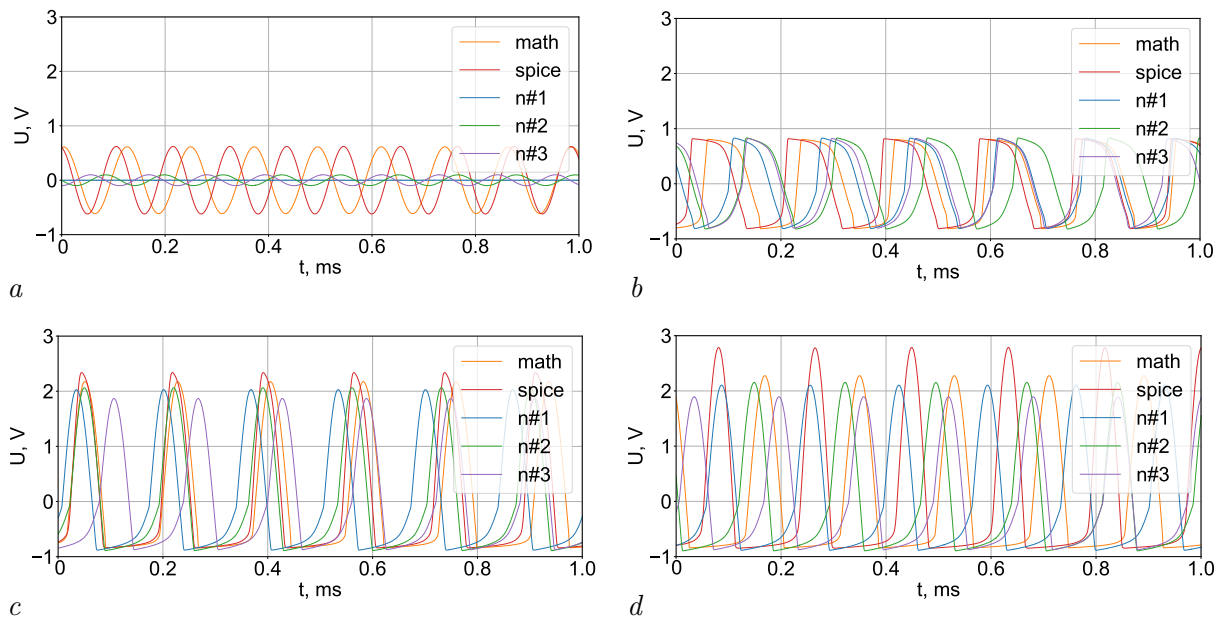 3
2
1
0
−1
U, V
0
0.2
0.4
0.6
0.8
1.0
t, ms
math
spice
n#1
n#2
n#3
a
3
2
1
0
−1
U, V
0
0.2
0.4
0.6
0.8
1.0
t, ms
math
spice
n#1
n#2
n#3
b
3
2
1
0
−1
U, V
0
0.2
0.4
0.6
0.8
1.0
t, ms
math
spice
n#1
n#2
n#3
c
3
2
1
0
−1
U, V
0
0.2
0.4
0.6
0.8
1.0
t, ms
math
spice
n#1
n#2
n#3
d